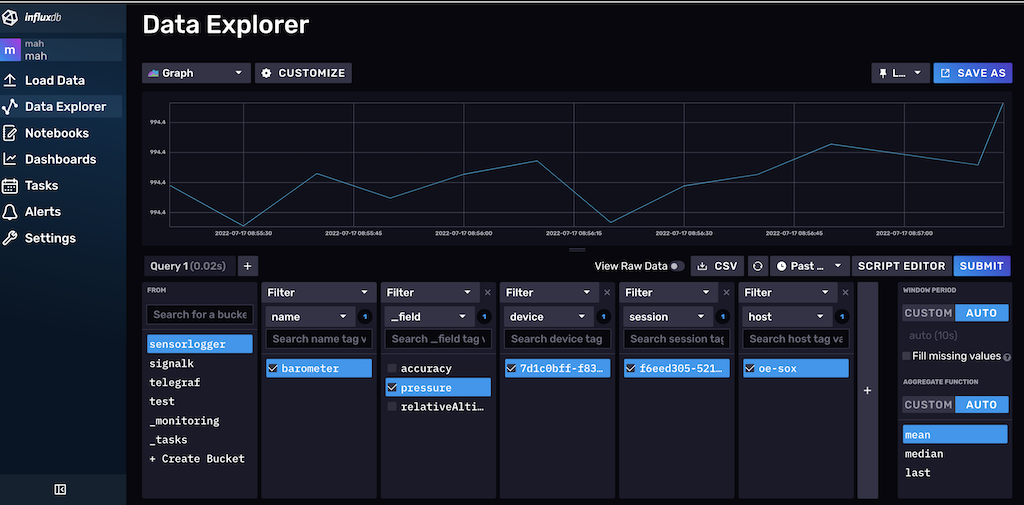 influxdb
Data Explorer
m
mah
mah
Load Data
Data Explorer
Notebooks
Dashboards
Tasks
Alerts
Settings
Graph
CUSTOMIZE
L...
SAVE AS
994.4
994.4
994.4
994.4
2022-07-17 08:55:30
2022-07-17 08:55:45
2022-07-17 08:56:00
2022-07-17 08:56:15
2022-07-17 08:56:30
2022-07-17 08:56:45
2022-07-17 08:57:00
Query 1 (0.02s)
+
View Raw Data
CSV
Past ...
SCRIPT EDITOR
SUBMIT
FROM
Search for a bucke
sensorlogger
signalk
telegraf
test
_monitoring
_tasks
+ Create Bucket
Filter
name
1
Search name tag v
barometer
Filter
_field
1
Search _field tag v
accuracy
pressure
relativeAlti...
Filter
device
1
Search device tag
7d1c0bff-f83...
Filter
session
1
Search session tag
f6eed305-521...
Filter
host
1
Search host tag va
oe-sox
+
WINDOW PERIOD
CUSTOM
AUTO
auto (10s)
Fill missing values
?
AGGREGATE FUNCTION
CUSTOM
AUTO
mean
median
last